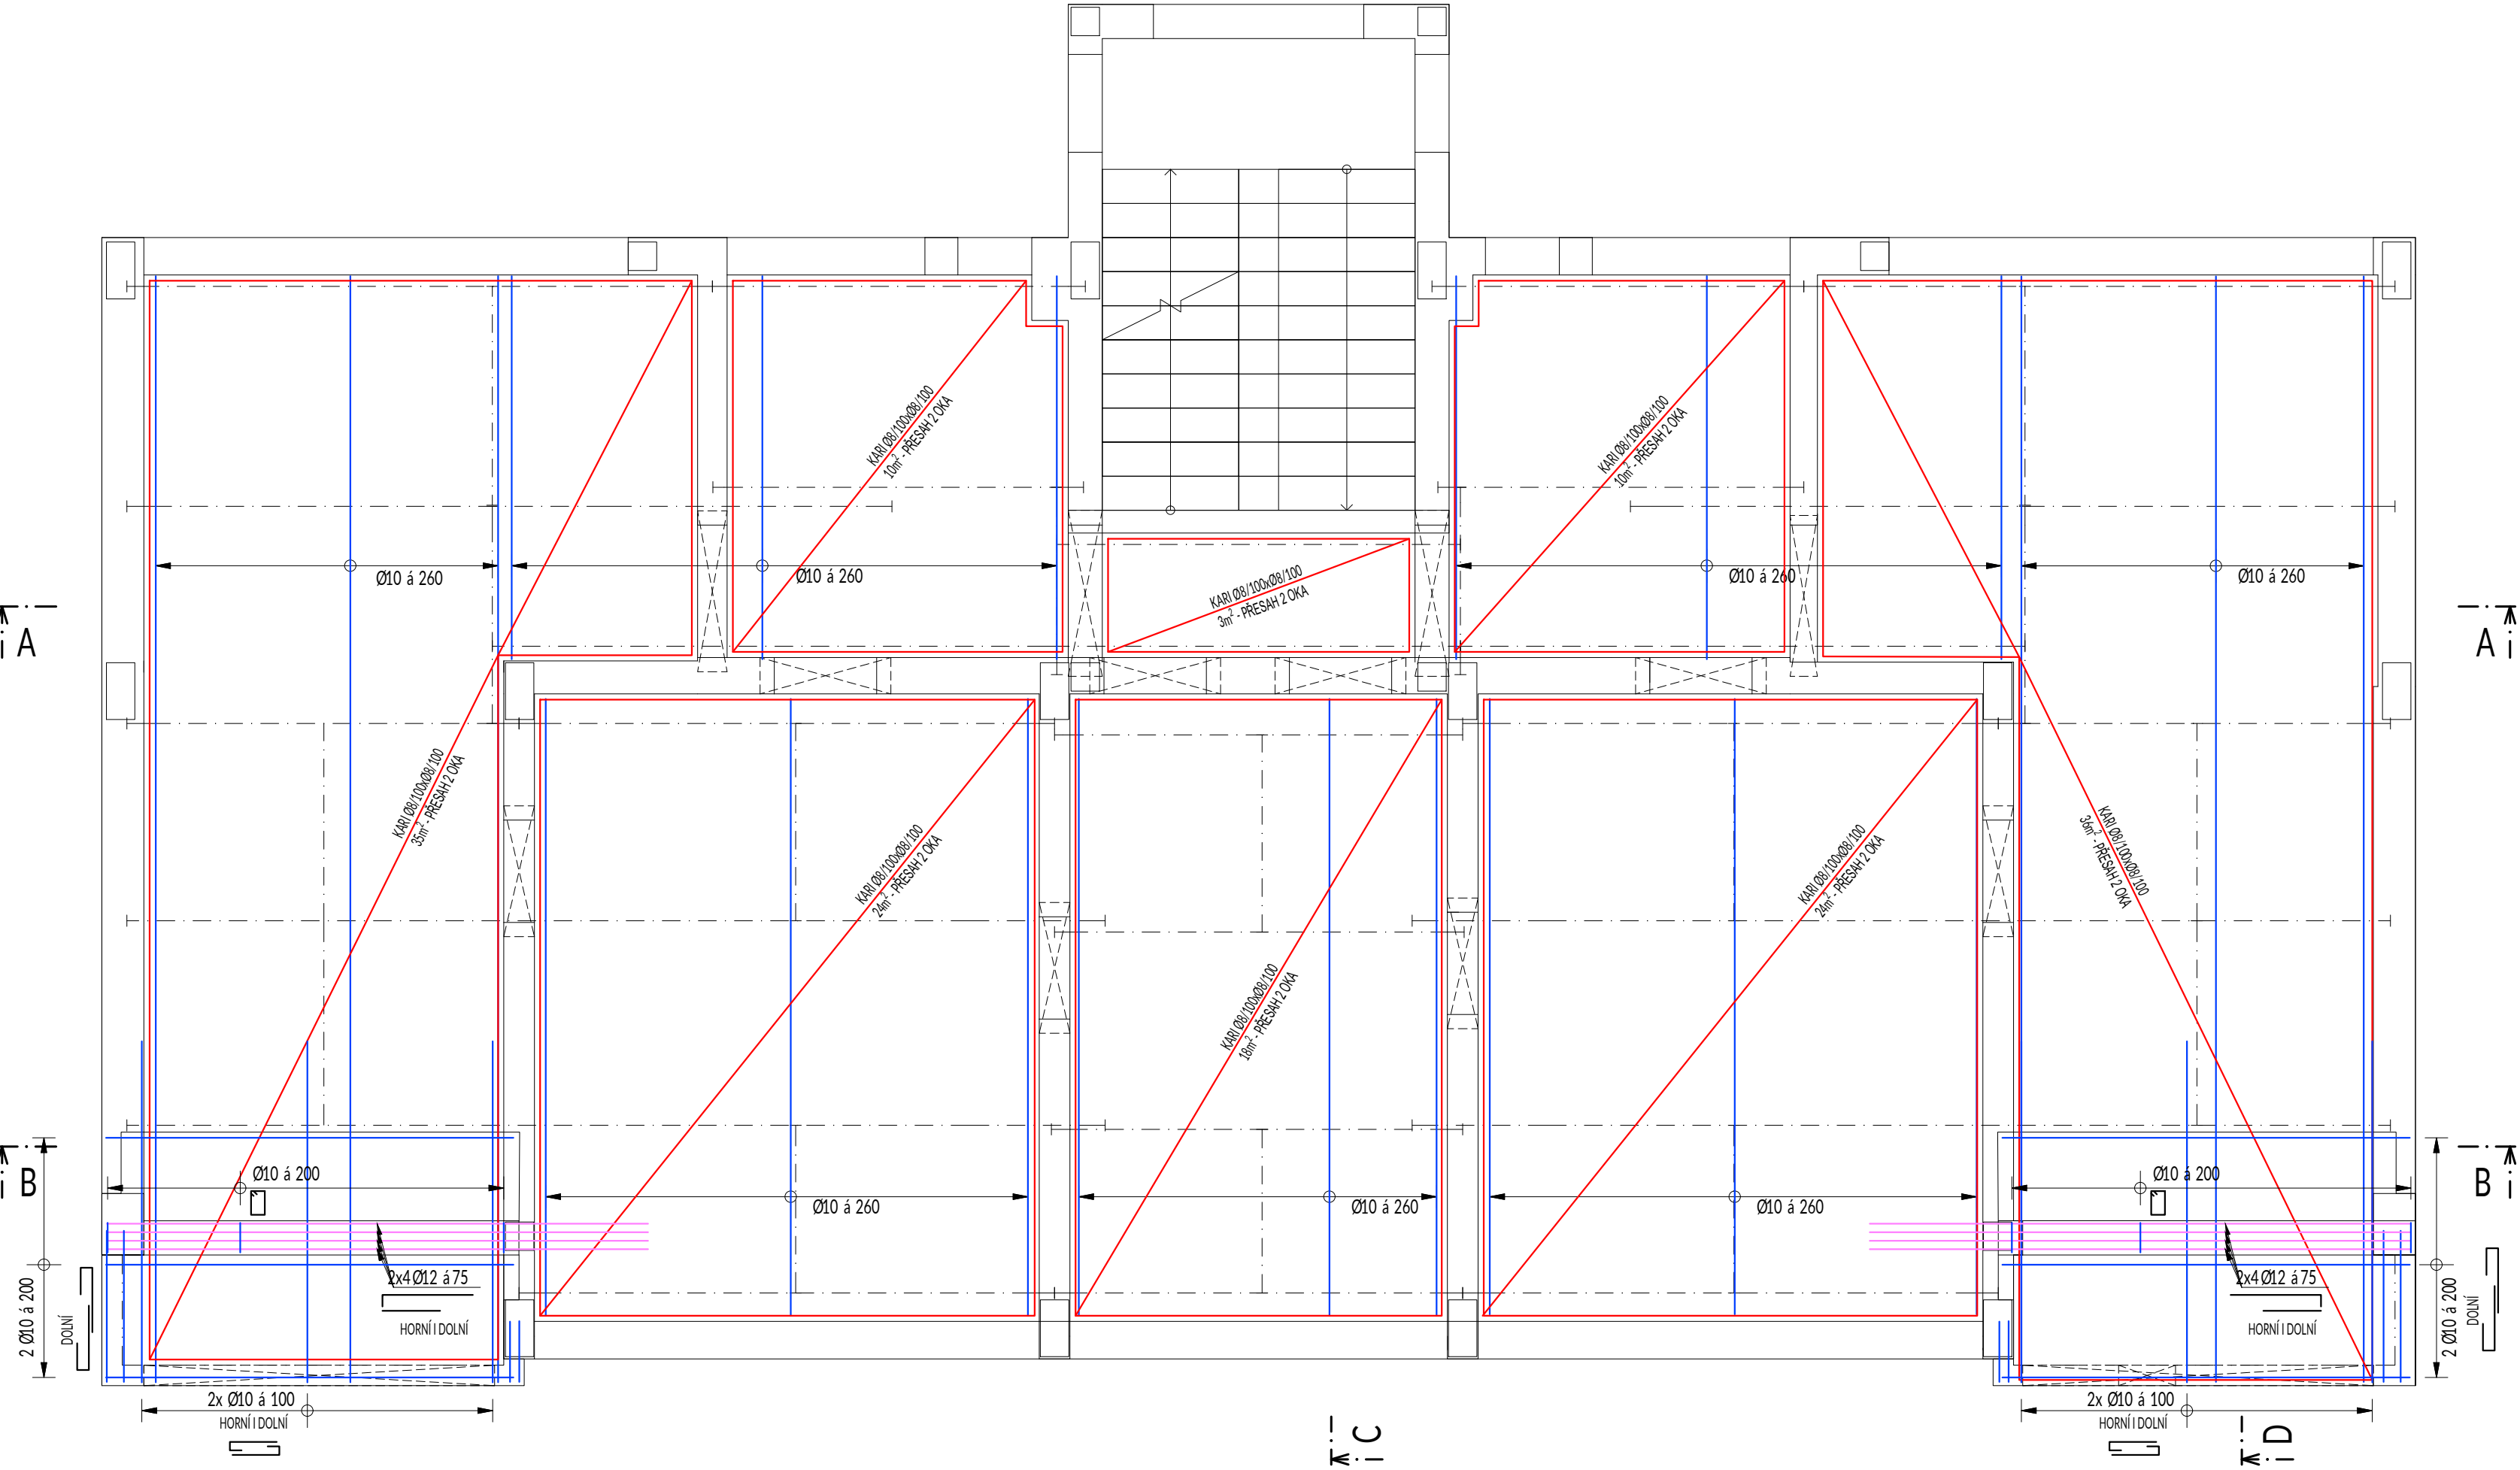 KARI Ø8/100xØ8/100
10m² - PŘESAH 2 OKA
KARI Ø8/100xØ8/100
10m² - PŘESAH 2 OKA
Ø10 á 260
Ø10 á 260
KARI Ø8/100xØ8/100
3m² - PŘESAH 2 OKA
Ø10 á 260
Ø10 á 260
A
A
KARI Ø8/100xØ8/100
35m² - PŘESAH 2 OKA
KARI Ø8/100xØ8/100
24m² - PŘESAH 2 OKA
KARI Ø8/100xØ8/100
18m² - PŘESAH 2 OKA
KARI Ø8/100xØ8/100
24m² - PŘESAH 2 OKA
KARI Ø8/100xØ8/100
36m² - PŘESAH 2 OKA
B
Ø10 á 200
Ø10 á 260
Ø10 á 260
Ø10 á 260
Ø10 á 200
B
2 Ø10 á 200
DOLNÍ
2x4 Ø12 á 75
HORNÍ I DOLNÍ
2x4 Ø12 á 75
HORNÍ I DOLNÍ
2 Ø10 á 200
DOLNÍ
2x Ø10 á 100
HORNÍ I DOLNÍ
C
2x Ø10 á 100
HORNÍ I DOLNÍ
D